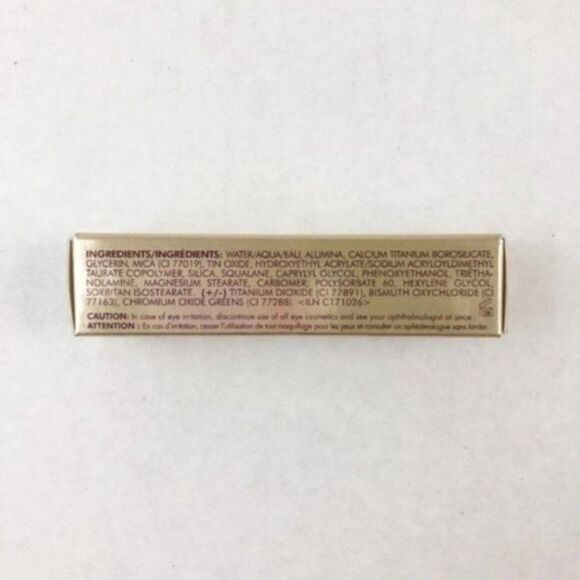 INGREDIENTS/INGRÉDIENTS: WATER/AQUA/EAU, ALUMINA, CALCIUM TITANIUM BOROSILICATE,
GLYCERIN, MICA (CI 77019), TIN OXIDE, HYDROXYETHYL ACRYLATE/SODIUM ACRYLOYLDIMETHYL
TAURATE COPOLYMER, SILICA, SQUALANE, CAPRYLYL GLYCOL, PHENOXYETHANOL, TRIÉTHA-
NOLAMINE, MAGNESIUM STEARATE, CARBOMER, POLYSORBATE 60, HEXYLENE GLYCOL,
SORBITAN ISOSTEARATE. (+/-) TITANIUM DIOXIDE (CI 77891), BISMUTH OXYCHLORIDE (CI
77163), CHROMIUM OXIDE GREENS (CI 77288). <ILN C171026>
CAUTION: In case of eye irritation, discontinue use of all eye cosmetics and see your ophthalmologist at once.
ATTENTION : En cas d'irritation, cesser l'utilisation de tout maquillage pour les yeux et consulter un ophtalmologiste sans tarder.